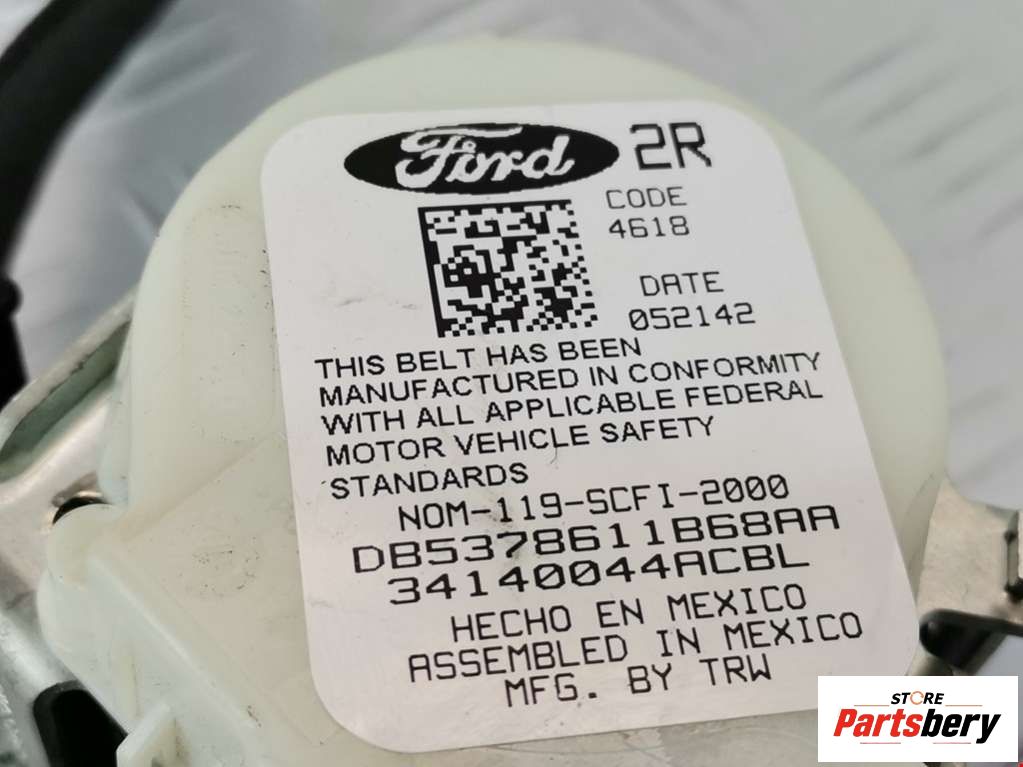 Ford 2R
CODE
4618
DATE
052142
THIS BELT HAS BEEN
MANUFACTURED IN CONFORMITY
WITH ALL APPLICABLE FEDERAL
MOTOR VEHICLE SAFETY
STANDARDS
NOM-119-SCFI-2000
DB5378611B68AA
34140044ACBL
HECHO EN MEXICO
ASSEMBLED IN MEXICO
MFG. BY TRW
STORE
Partsbery